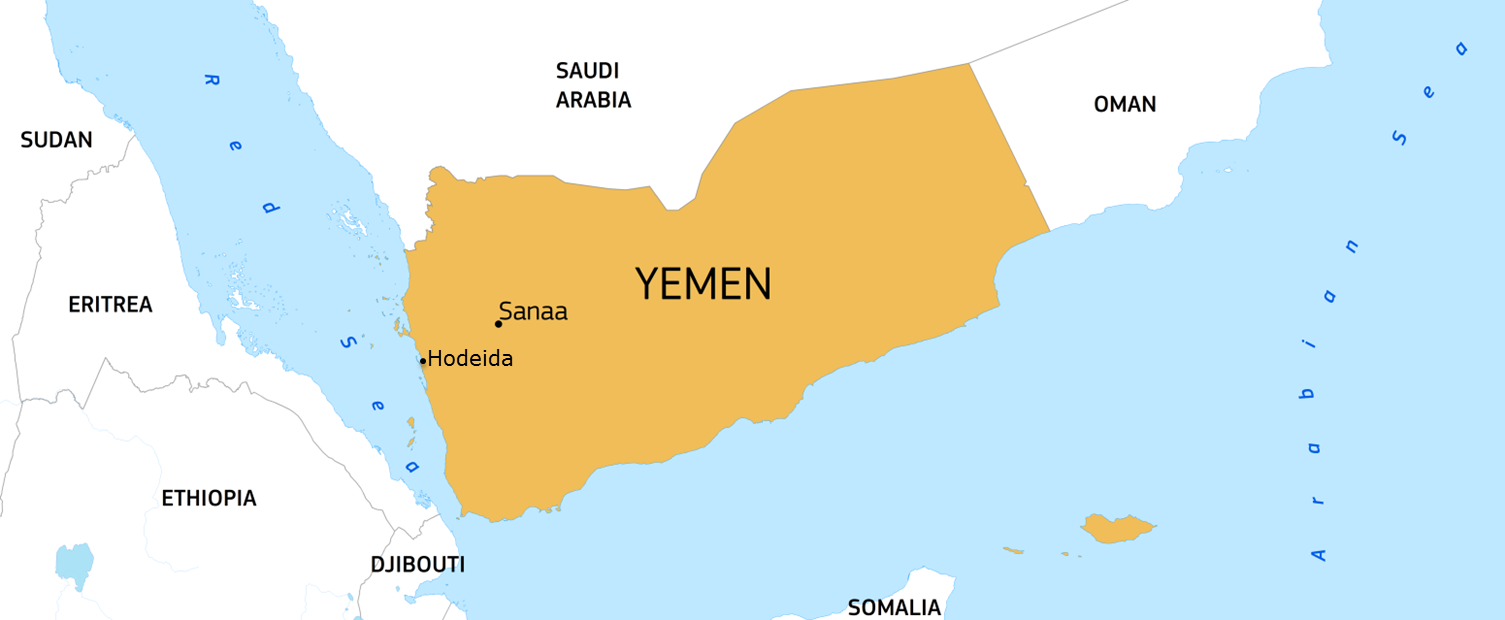 Red Sea
SAUDI
ARABIA
OMAN
SUDAN
Arabian Sea
YEMEN
ERITREA
Sanaa
Hodeida
ETHIOPIA
DJIBOUTI
SOMALIA